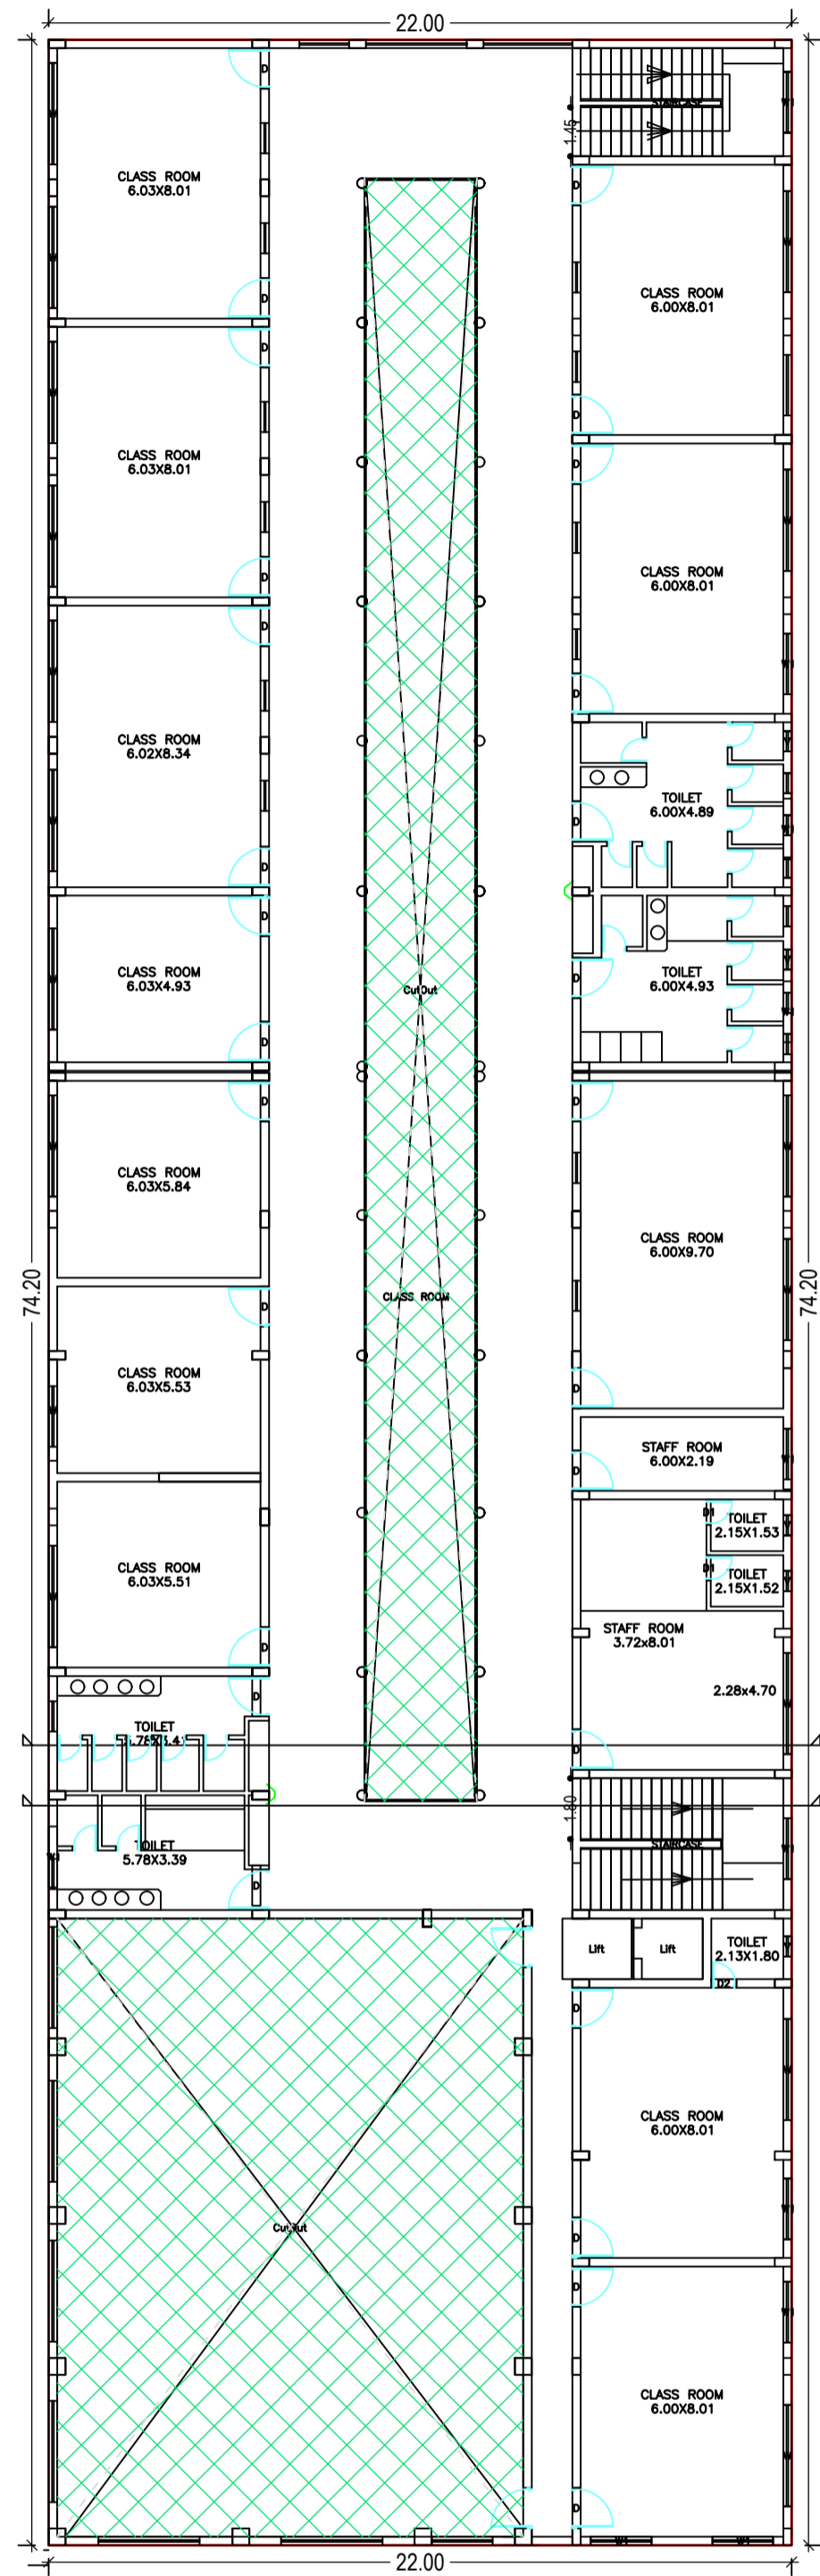 22.00
STAIRCASE
1.45
CLASS ROOM
6.03X8.01
CLASS ROOM
6.00X8.01
CLASS ROOM
6.03X8.01
CLASS ROOM
6.00X8.01
CLASS ROOM
6.02X8.34
TOILET
6.00X4.89
CLASS ROOM
6.03X4.93
TOILET
6.00X4.93
CutOut
CLASS ROOM
6.03X5.84
CLASS ROOM
6.00X9.70
74.20
74.20
CLASS ROOM
CLASS ROOM
6.03X5.53
STAFF ROOM
6.00X2.19
TOILET
2.15X1.53
CLASS ROOM
6.03X5.51
TOILET
2.15X1.52
STAFF ROOM
3.72x8.01
2.28x4.70
TOILET
1.80
STAIRCASE
TOILET
5.78X3.39
Lift
Lift
TOILET
2.13X1.80
D2
CLASS ROOM
6.00X8.01
CutOut
CLASS ROOM
6.00X8.01
22.00